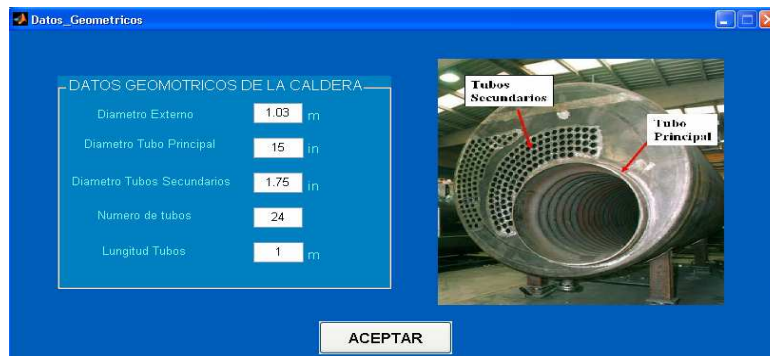 Datos_Geometricos
DATOS GEOMOTRICOS DE LA CALDERA
Diametro Externo 1.03 m
Diametro Tubo Principal 15 in
Diametro Tubos Secundarios 1.75 in
Numero de tubos 24
Lungitud Tubos 1 m
Tubos
Secundarios
Tubo
Principal
ACEPTAR